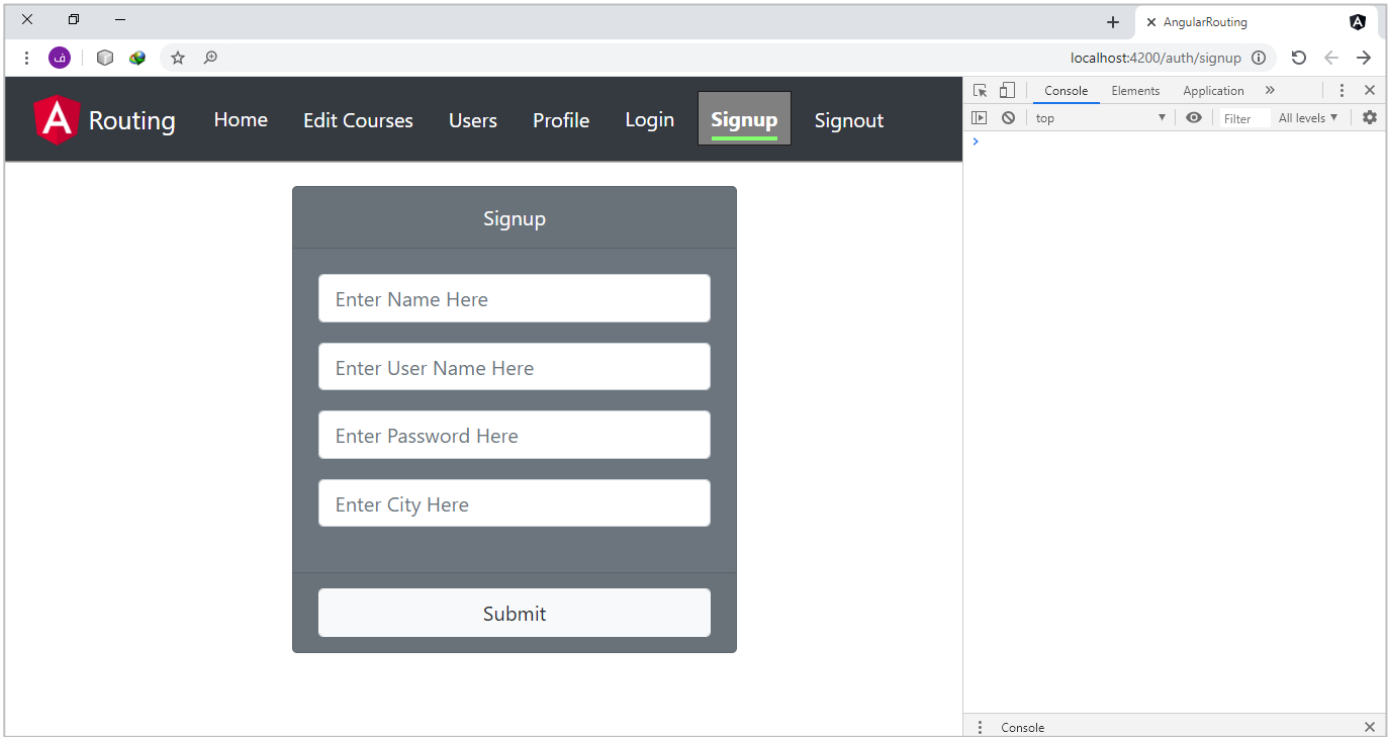 AngularRouting
ف
localhost:4200/auth/signup
Routing Home Edit Courses Users Profile Login Signup Signout
Console Elements Application »
top Filter All levels
Signup
Enter Name Here
Enter User Name Here
Enter Password Here
Enter City Here
Submit
Console